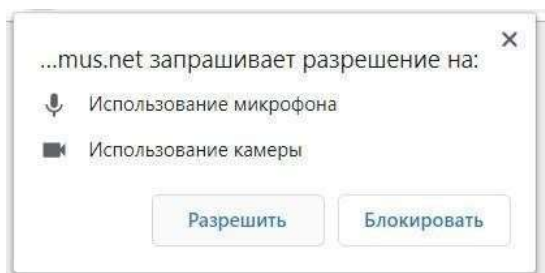 ...mus.net запрашивает разрешение на:
Использование микрофона
Использование камеры
Разрешить
Блокировать